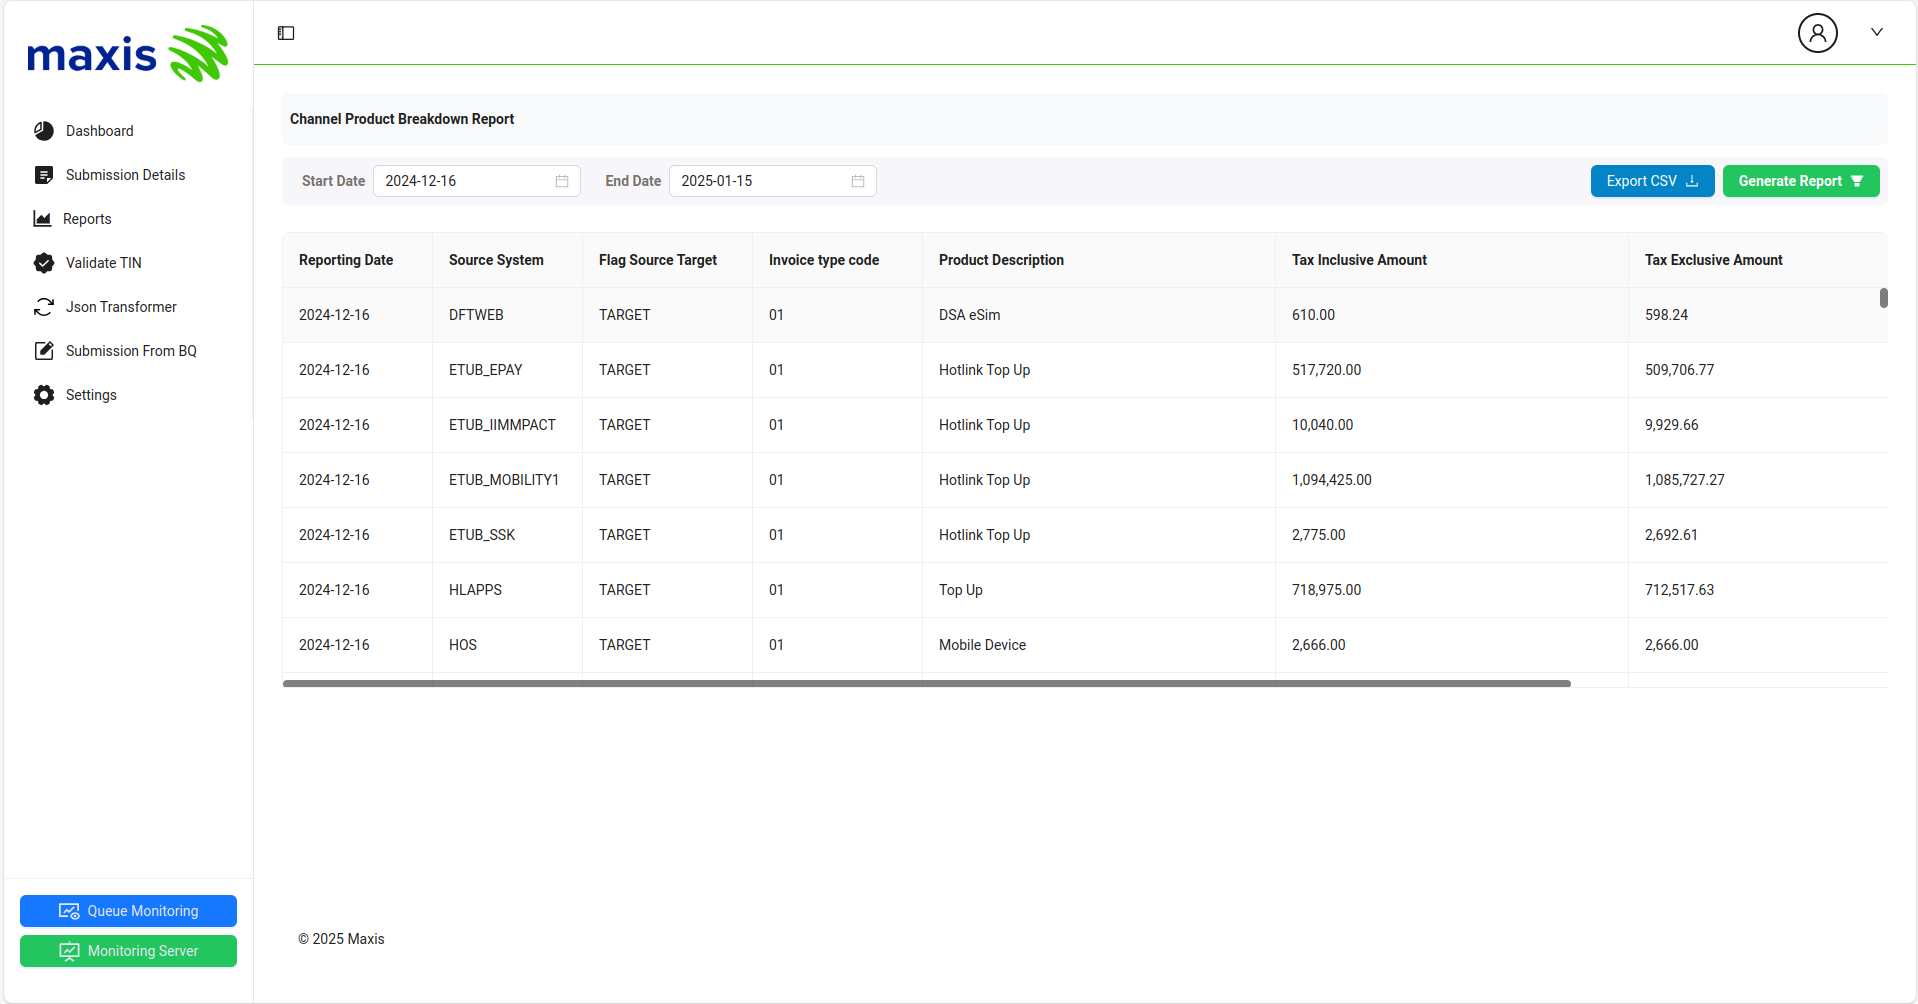 maxis
Dashboard
Submission Details
Reports
Validate TIN
Json Transformer
Submission From BQ
Settings
Queue Monitoring
Monitoring Server
Channel Product Breakdown Report
Start Date 2024-12-16 End Date 2025-01-15 Export CSV Generate Report
Reporting Date Source System Flag Source Target Invoice type code Product Description Tax Inclusive Amount Tax Exclusive Amount
2024-12-16 DFTWEB TARGET 01 DSA eSim 610.00 598.24
2024-12-16 ETUB_EPAY TARGET 01 Hotlink Top Up 517,720.00 509,706.77
2024-12-16 ETUB_IIMMPACT TARGET 01 Hotlink Top Up 10,040.00 9,929.66
2024-12-16 ETUB_MOBILITY1 TARGET 01 Hotlink Top Up 1,094,425.00 1,085,727.27
2024-12-16 ETUB_SSK TARGET 01 Hotlink Top Up 2,775.00 2,692.61
2024-12-16 HLAPPS TARGET 01 Top Up 718,975.00 712,517.63
2024-12-16 HOS TARGET 01 Mobile Device 2,666.00 2,666.00
© 2025 Maxis